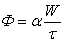 Φ = α W/τ